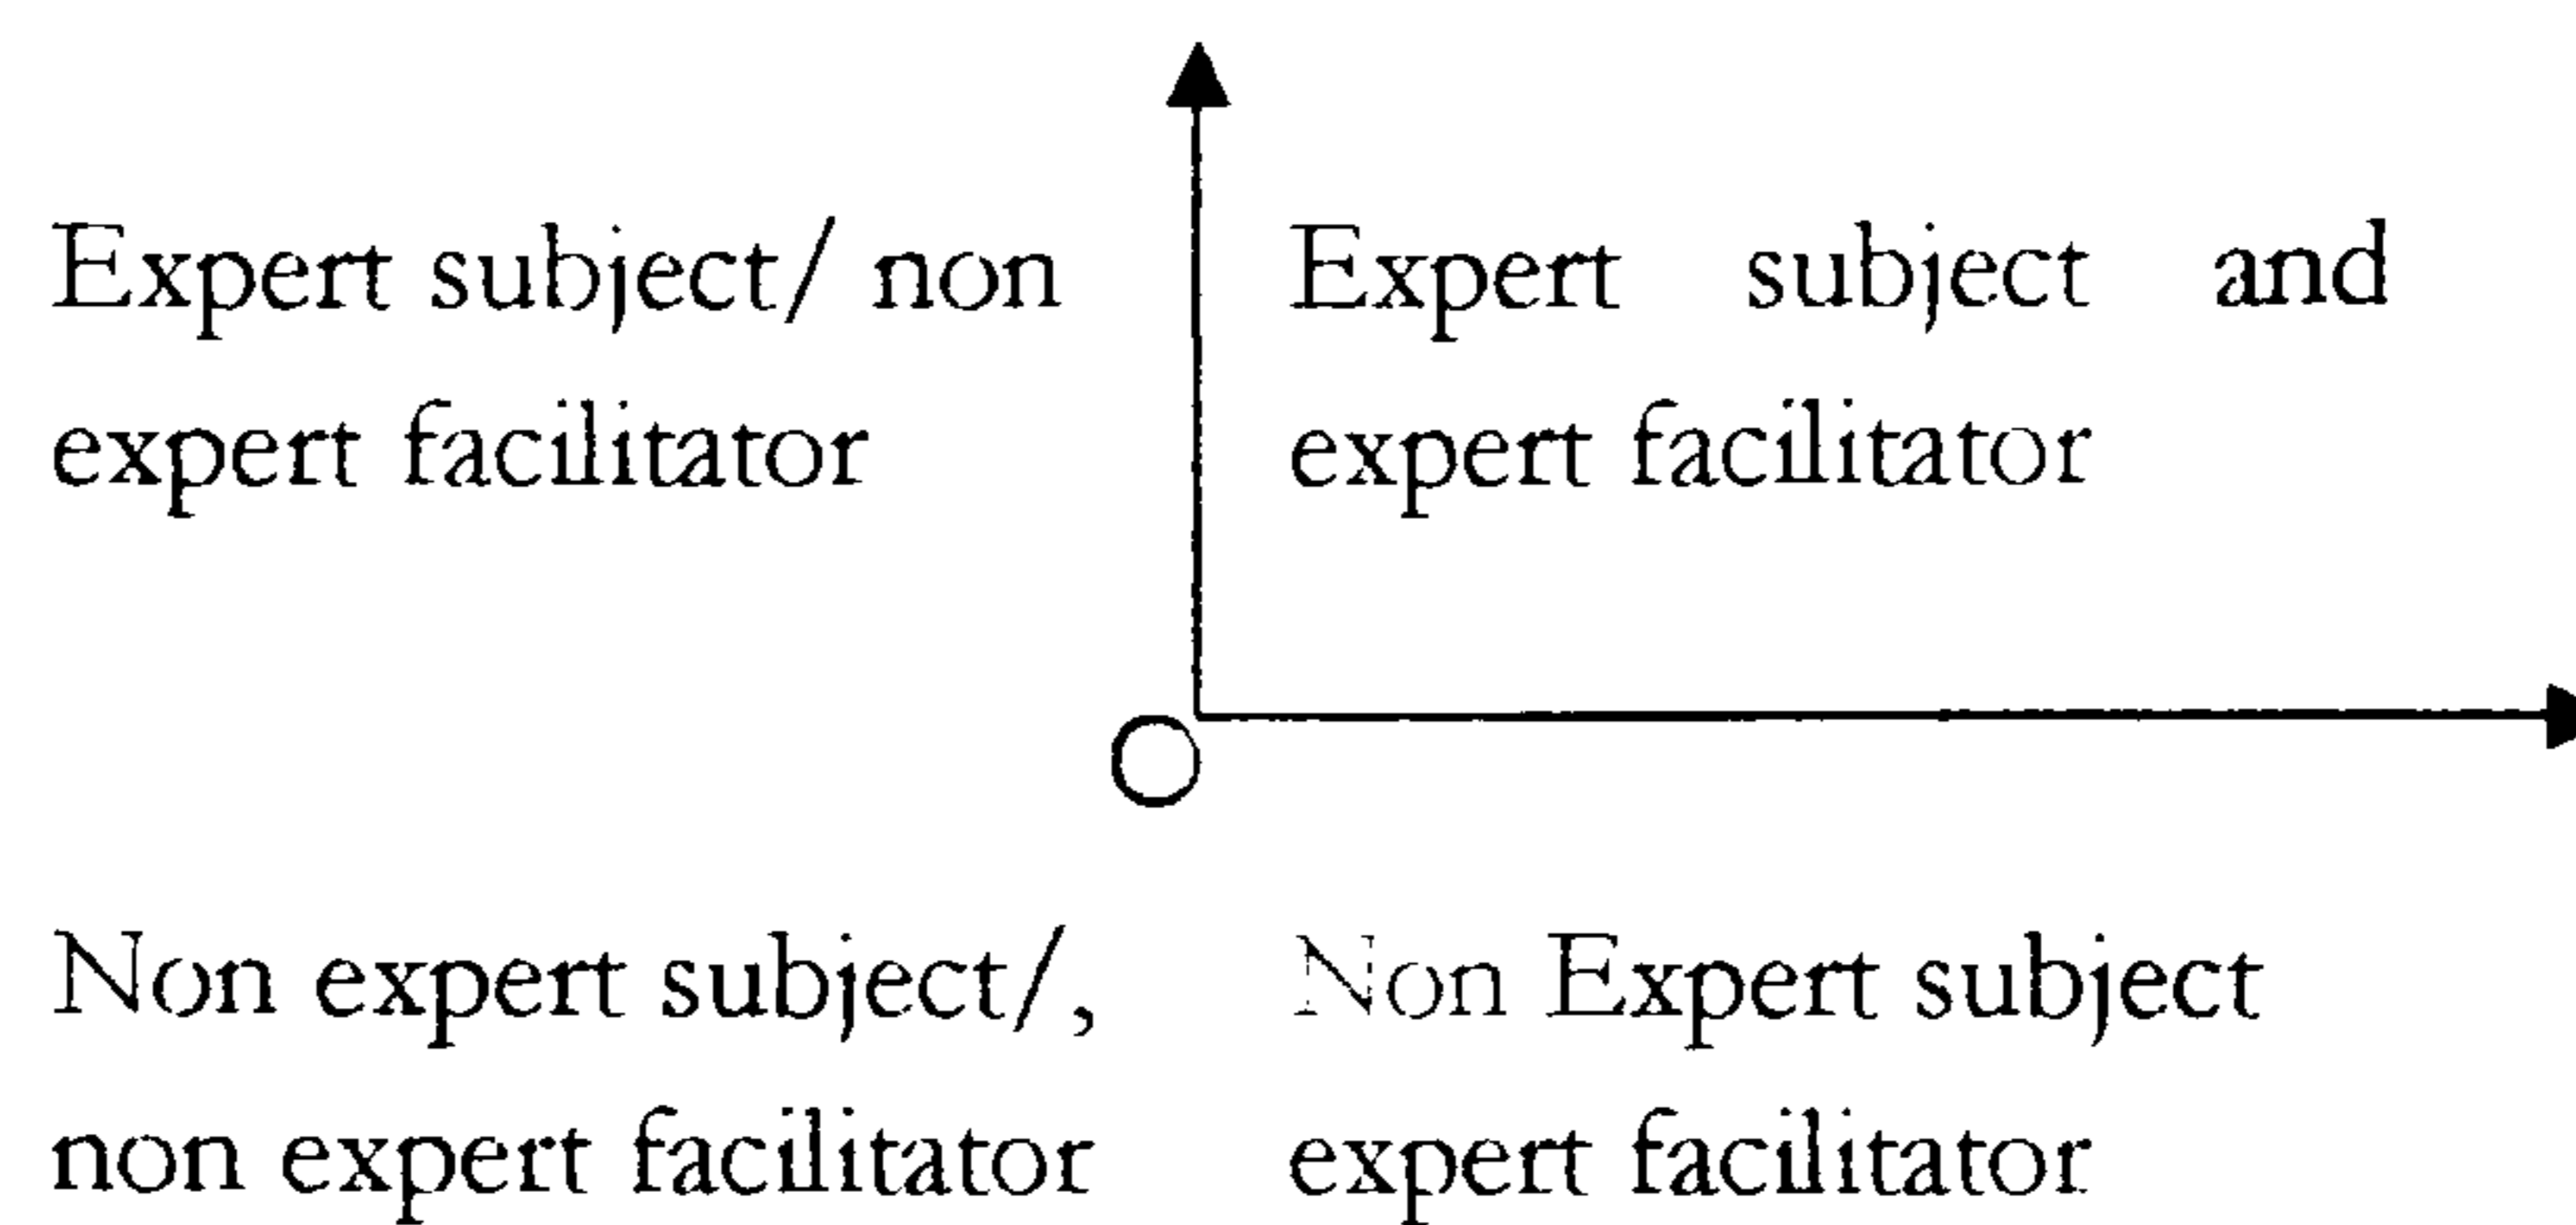 Expert subject/ non
expert facilitator
Expert subject and
expert facilitator
Non expert subject/,
non expert facilitator
Non Expert subject
expert facilitator